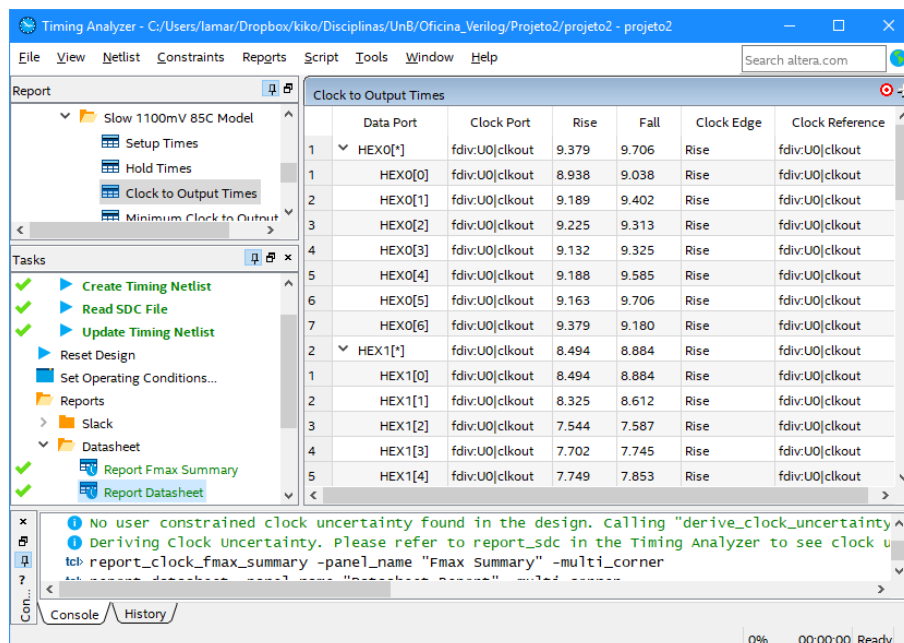 Timing Analyzer - C:/Users/lamar/Dropbox/kiko/Disciplinas/UnB/Oficina_Verilog/Projeto2/projeto2 - projeto2
File View Netlist Constraints Reports Script Tools Window Help
Search altera.com
Report
Slow 1100mV 85C Model
Setup Times
Hold Times
Clock to Output Times
Minimum Clock to Output
Tasks
Create Timing Netlist
Read SDC File
Update Timing Netlist
Reset Design
Set Operating Conditions...
Reports
Slack
Datasheet
Report Fmax Summary
Report Datasheet
Clock to Output Times
Data Port Clock Port Rise Fall Clock Edge Clock Reference
1 HEX0[*] fdiv:U0|clkout 9.379 9.706 Rise fdiv:U0|clkout
1 HEX0[0] fdiv:U0|clkout 8.938 9.038 Rise fdiv:U0|clkout
2 HEX0[1] fdiv:U0|clkout 9.189 9.402 Rise fdiv:U0|clkout
3 HEX0[2] fdiv:U0|clkout 9.225 9.313 Rise fdiv:U0|clkout
4 HEX0[3] fdiv:U0|clkout 9.132 9.325 Rise fdiv:U0|clkout
5 HEX0[4] fdiv:U0|clkout 9.188 9.585 Rise fdiv:U0|clkout
6 HEX0[5] fdiv:U0|clkout 9.163 9.706 Rise fdiv:U0|clkout
7 HEX0[6] fdiv:U0|clkout 9.379 9.180 Rise fdiv:U0|clkout
2 HEX1[*] fdiv:U0|clkout 8.494 8.884 Rise fdiv:U0|clkout
1 HEX1[0] fdiv:U0|clkout 8.494 8.884 Rise fdiv:U0|clkout
2 HEX1[1] fdiv:U0|clkout 8.325 8.612 Rise fdiv:U0|clkout
3 HEX1[2] fdiv:U0|clkout 7.544 7.587 Rise fdiv:U0|clkout
4 HEX1[3] fdiv:U0|clkout 7.702 7.745 Rise fdiv:U0|clkout
5 HEX1[4] fdiv:U0|clkout 7.749 7.853 Rise fdiv:U0|clkout
No user constrained clock uncertainty found in the design. Calling "derive_clock_uncertainty
Deriving Clock Uncertainty. Please refer to report_sdc in the Timing Analyzer to see clock u
tcl> report_clock_fmax_summary -panel_name "Fmax Summary" -multi_corner
tcl> report_datasheet -panel_name "Datasheet Report" -multi_corner
Con...
Console History
0% 00:00:00 Ready